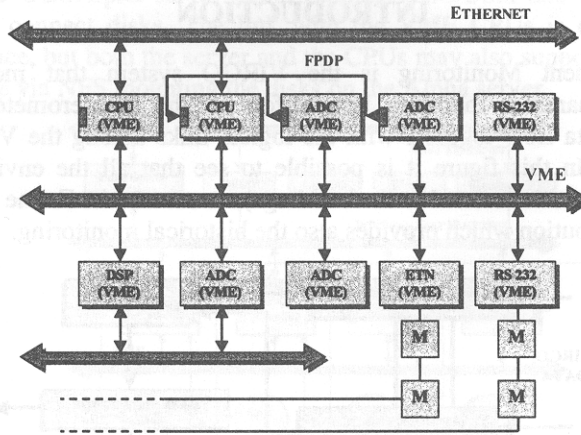 ETHERNET
FPDP
CPU (VME)
CPU (VME)
ADC (VME)
ADC (VME)
RS-232 (VME)
VME
DSP (VME)
ADC (VME)
ADC (VME)
ETN (VME)
RS-232 (VME)
M
M
M
M